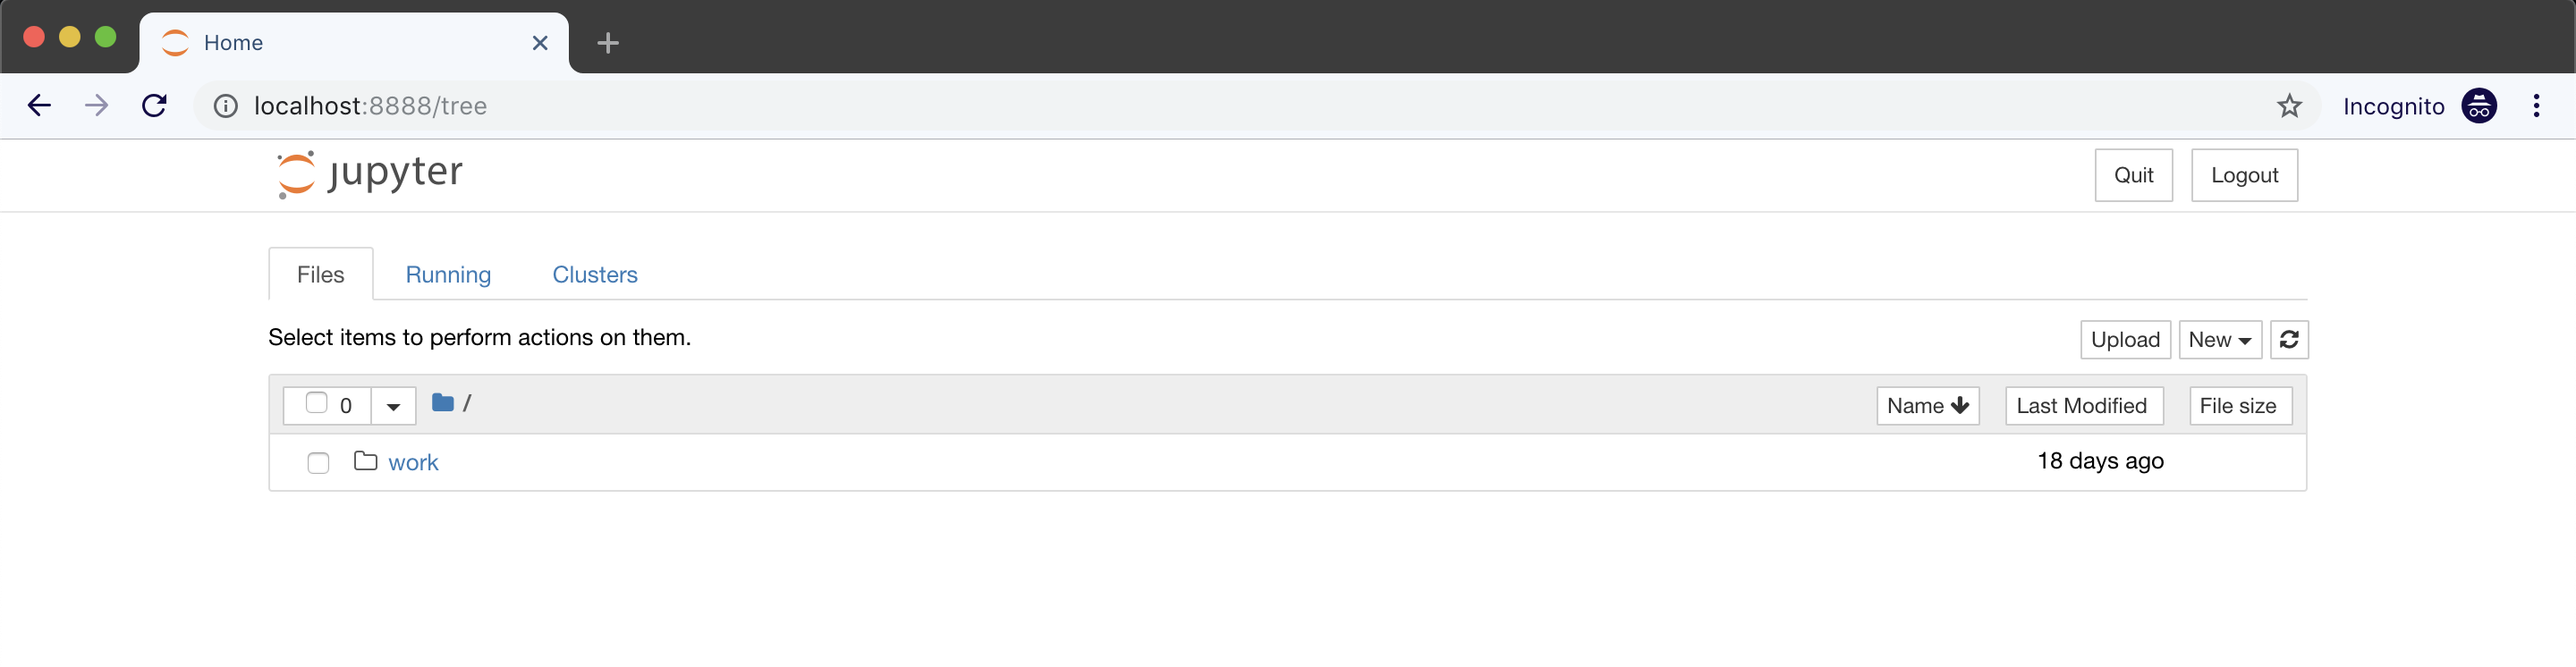 Home
localhost:8888/tree
Incognito
jupyter
Quit Logout
Files Running Clusters
Select items to perform actions on them.
Upload New
0 / Name Last Modified File size
work 18 days ago